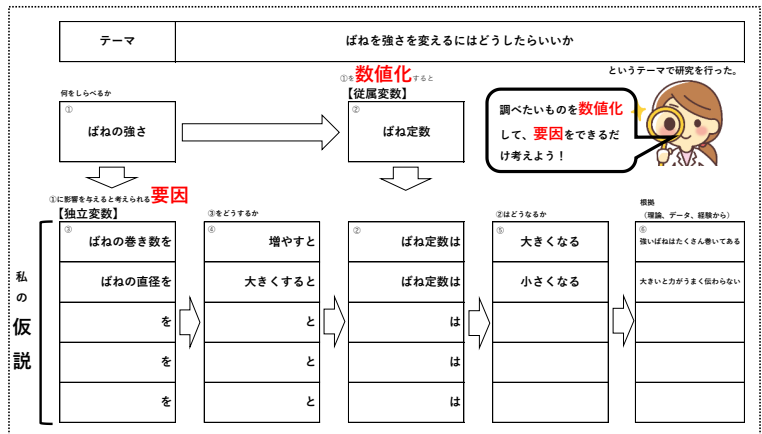 テーマ ばねを強さを変えるにはどうしたらいいか
というテーマで研究を行った。
何をしらべるか
①を数値化すると
【従属変数】
① ばねの強さ
② ばね定数
調べたいものを数値化
して、要因をできるだ
け考えよう！
①に影響を与えると考えられる要因
【独立変数】
③をどうするか
②はどうなるか
根拠
（理論、データ、経験から）
私の仮説
③ ばねの巻き数を ④ 増やすと ② ばね定数は ⑤ 大きくなる ⑥ 強いばねはたくさん巻いてある
ばねの直径を 大きくすると ばね定数は 小さくなる 大きいと力がうまく伝わらない
を と は
を と は
を と は